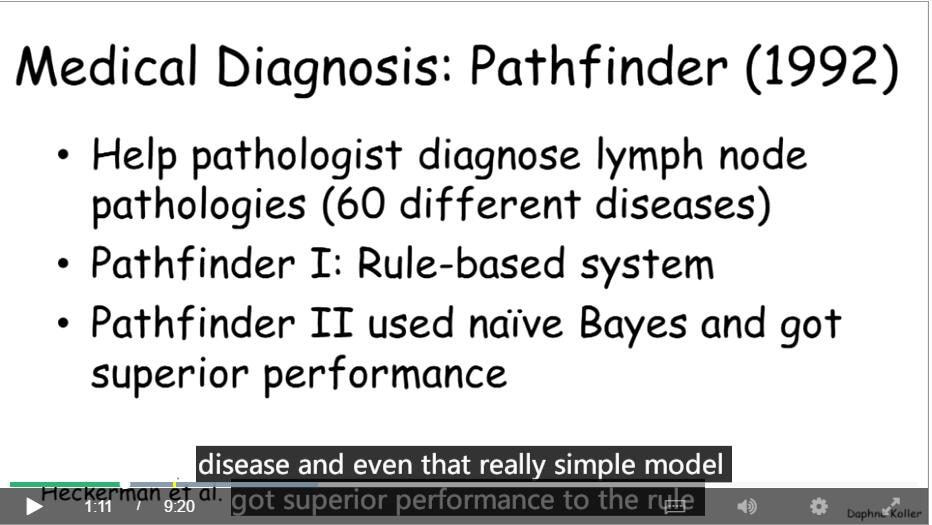 Medical Diagnosis: Pathfinder (1992)
• Help pathologist diagnose lymph node
pathologies (60 different diseases)
• Pathfinder I: Rule-based system
• Pathfinder II used naïve Bayes and got
superior performance
disease and even that really simple model
got superior performance to the rule
Heckerman et al.
1:11 / 9:20
Daphne Koller